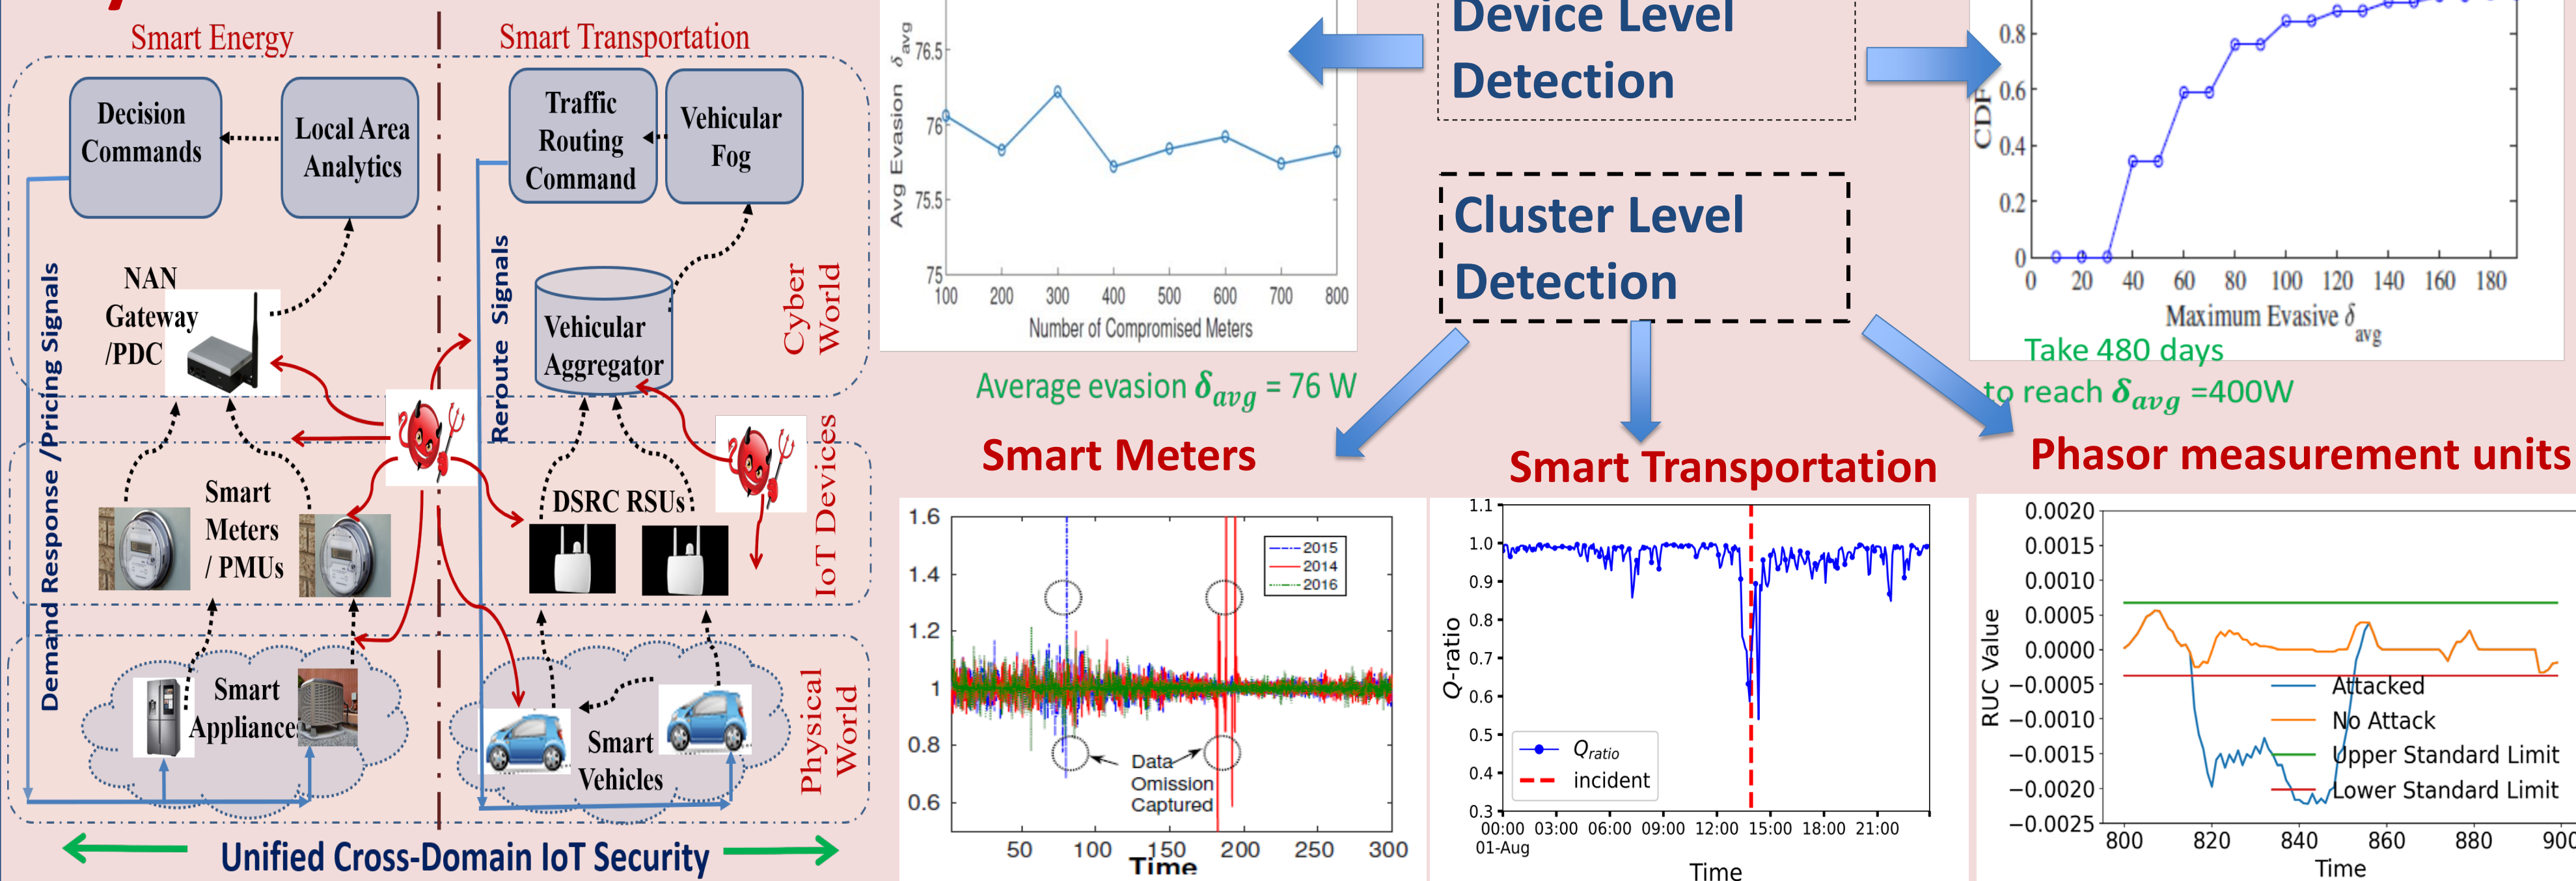 Smart Energy
Smart Transportation
Decision
Commands
Local Area
Analytics
Traffic
Routing
Command
Vehicular
Fog
NAN
Gateway
/PDC
Vehicular
Aggregator
Cyber
World
Demand Response /Pricing Signals
Reroute Signals
Smart
Meters
/ PMUs
DSRC RSUs
IoT Devices
Smart
Appliance
Smart
Vehicles
Physical
World
Unified Cross-Domain IoT Security
Avg Evasion δavg
76.5
76
75.5
75
100 200 300 400 500 600 700 800
Number of Compromised Meters
Average evasion δavg = 76 W
Device Level
Detection
Cluster Level
Detection
CDF
0.8
0.6
0.4
0.2
0
0 20 40 60 80 100 120 140 160 180
Maximum Evasive δavg
Take 480 days
to reach δavg =400W
Smart Meters
1.6
1.4
1.2
1
0.8
0.6
2015
2014
2016
Data
Omission
Captured
50 100 150 200 250 300
Time
Smart Transportation
Q-ratio
1.1
1.0
0.9
0.8
0.7
0.6
0.5
0.4
0.3
Qratio
incident
00:00 03:00 06:00 09:00 12:00 15:00 18:00 21:00
01-Aug
Time
Phasor measurement units
RUC Value
0.0020
0.0015
0.0010
0.0005
0.0000
−0.0005
−0.0010
−0.0015
−0.0020
−0.0025
Attacked
No Attack
Upper Standard Limit
Lower Standard Limit
800 820 840 860 880 900
Time